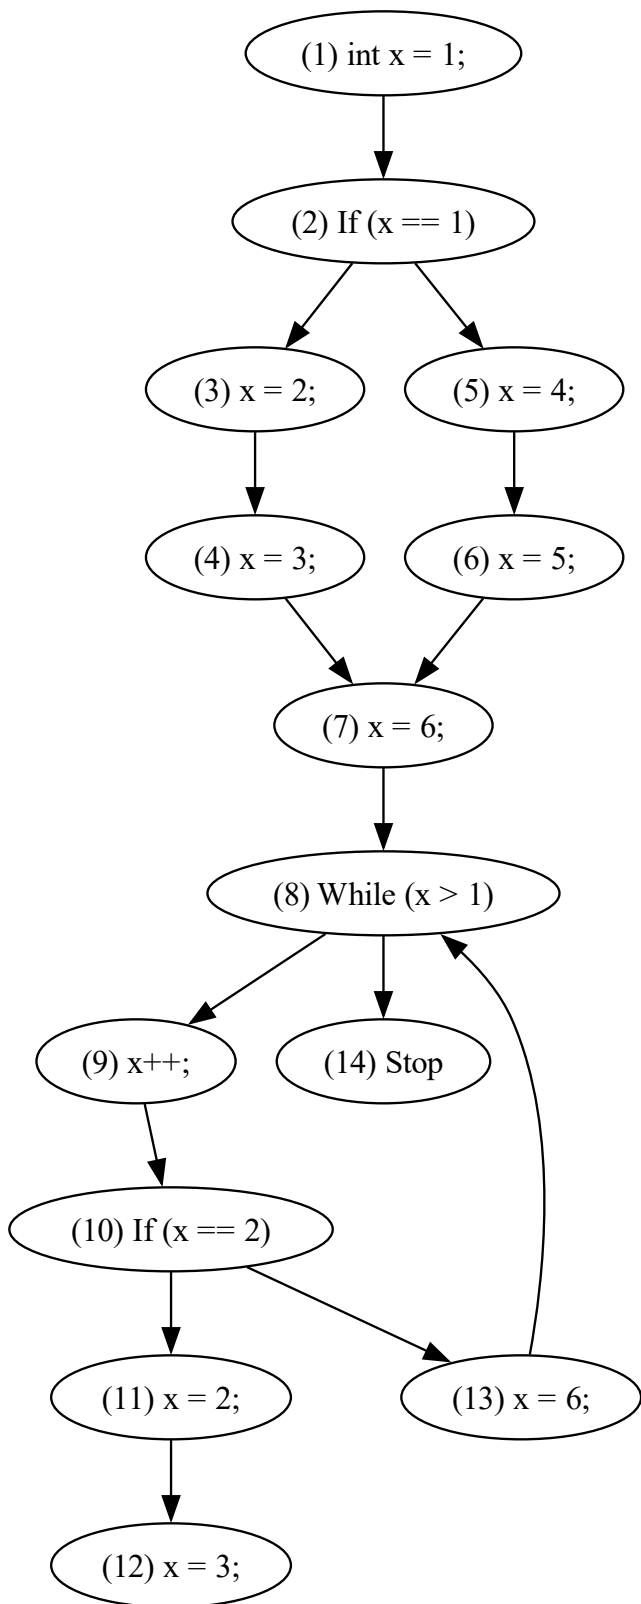 (1) int x = 1;
(2) If (x == 1)
(3) x = 2;
(5) x = 4;
(4) x = 3;
(6) x = 5;
(7) x = 6;
(8) While (x > 1)
(9) x++;
(14) Stop
(10) If (x == 2)
(11) x = 2;
(13) x = 6;
(12) x = 3;